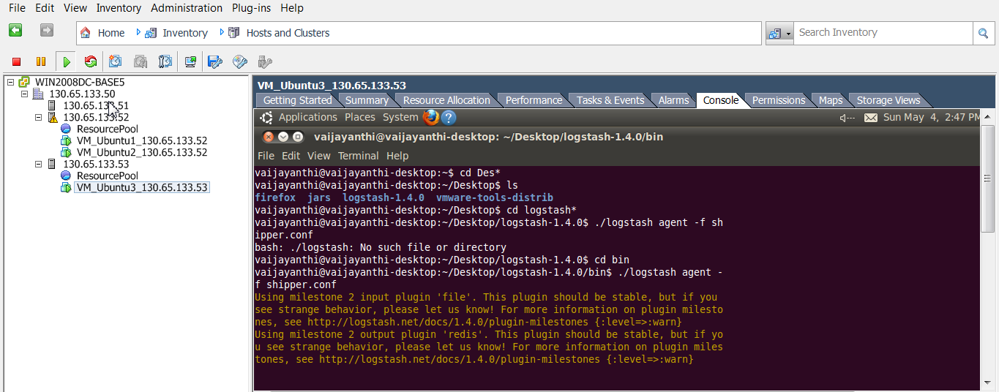 File Edit View Inventory Administration Plug-ins Help
Home Inventory Hosts and Clusters Search Inventory
WIN2008DC-BASE5
130.65.133.50
130.65.133.51
130.65.133.52
ResourcePool
VM_Ubuntu1_130.65.133.52
VM_Ubuntu2_130.65.133.52
130.65.133.53
ResourcePool
VM_Ubuntu3_130.65.133.53
VM_Ubuntu3_130.65.133.53
Getting Started Summary Resource Allocation Performance Tasks & Events Alarms Console Permissions Maps Storage Views
Applications Places System Sun May 4, 2:47 PM
vaijayanthi@vaijayanthi-desktop: ~/Desktop/logstash-1.4.0/bin
File Edit View Terminal Help
vaijayanthi@vaijayanthi-desktop:~$ cd Des*
vaijayanthi@vaijayanthi-desktop:~/Desktop$ ls
firefox jars logstash-1.4.0 vmware-tools-distrib
vaijayanthi@vaijayanthi-desktop:~/Desktop$ cd logstash*
vaijayanthi@vaijayanthi-desktop:~/Desktop/logstash-1.4.0$ ./logstash agent -f sh
ipper.conf
bash: ./logstash: No such file or directory
vaijayanthi@vaijayanthi-desktop:~/Desktop/logstash-1.4.0$ cd bin
vaijayanthi@vaijayanthi-desktop:~/Desktop/logstash-1.4.0/bin$ ./logstash agent -
f shipper.conf
Using milestone 2 input plugin 'file'. This plugin should be stable, but if you
see strange behavior, please let us know! For more information on plugin milesto
nes, see http://logstash.net/docs/1.4.0/plugin-milestones {:level=>:warn}
Using milestone 2 output plugin 'redis'. This plugin should be stable, but if yo
u see strange behavior, please let us know! For more information on plugin miles
tones, see http://logstash.net/docs/1.4.0/plugin-milestones {:level=>:warn}